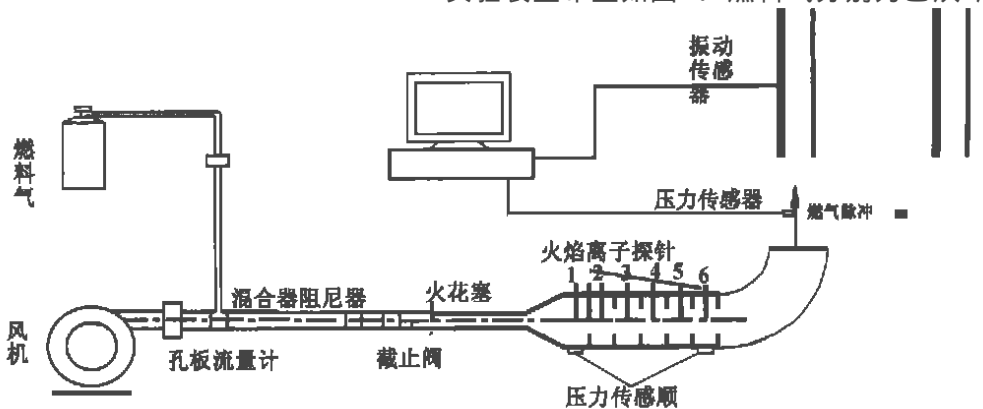 振动
传感
器
燃
料
气
压力传感器
燃气脉冲
火焰离子探针
1 2 3 4 5 6
混合器阻尼器
火花塞
风
机
孔板流量计
截止阀
压力传感顺